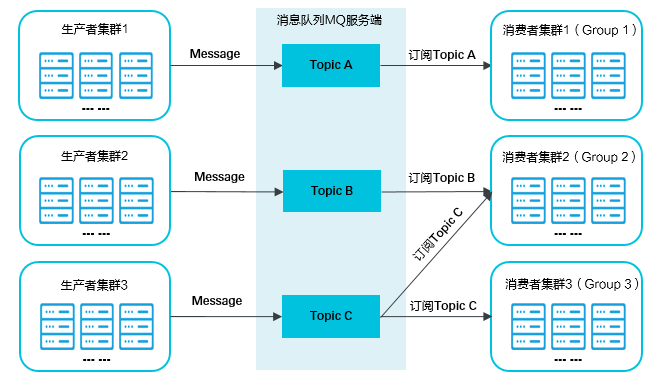 生产者集群1
消息队列MQ服务端
消费者集群1（Group 1）
Message
Topic A
订阅Topic A
--- ---
--- ---
生产者集群2
消费者集群2（Group 2）
Message
Topic B
订阅Topic B
--- ---
--- ---
订阅Topic C
生产者集群3
消费者集群3（Group 3）
Message
Topic C
订阅Topic C
--- ---
--- ---